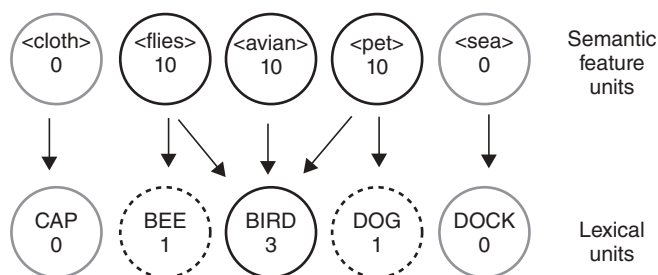 <cloth> <flies> <avian> <pet> <sea>
0 10 10 10 0
Semantic
feature
units
CAP BEE BIRD DOG DOCK
0 1 3 1 0
Lexical
units